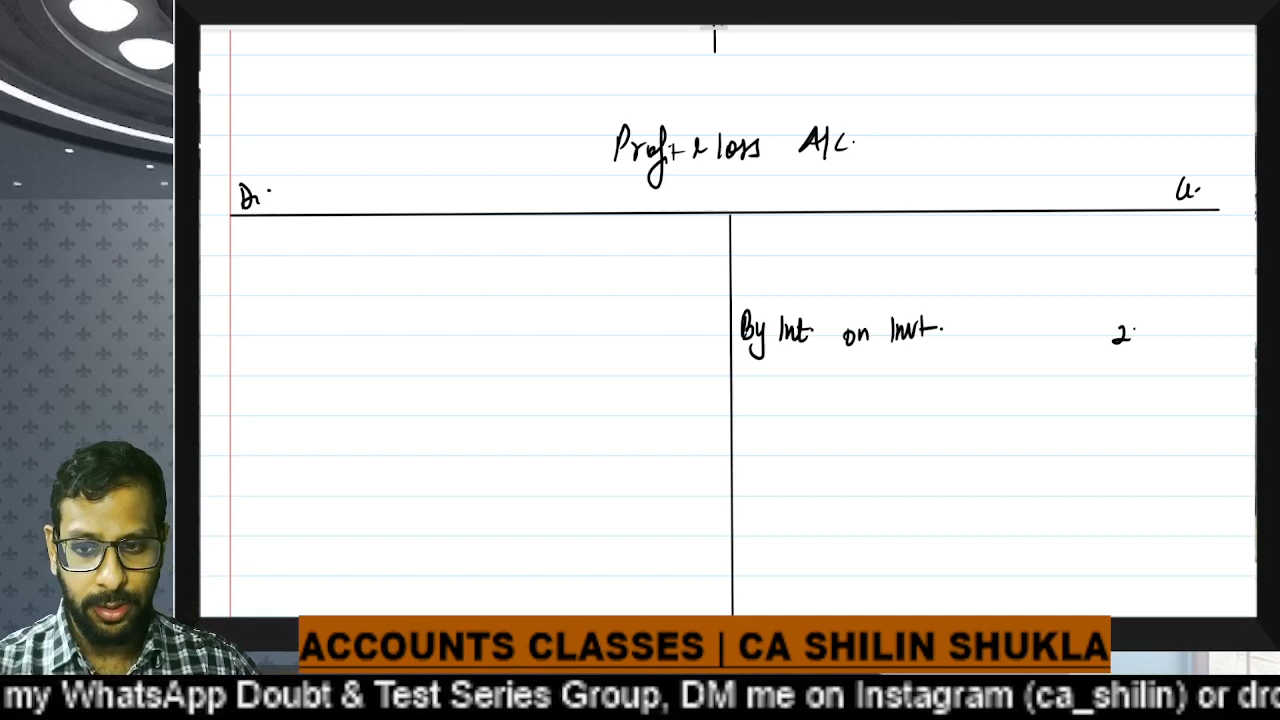 Profit & loss A/c.
Dr. Cr.
By Int. on Invt. 2
ACCOUNTS CLASSES | CA SHILIN SHUKLA
my WhatsApp Doubt & Test Series Group, DM me on Instagram (ca_shilin) or dro